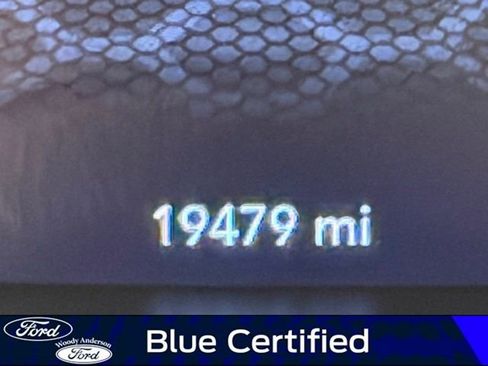 19479 mi
Ford
Woody Anderson
Ford
Blue Certified